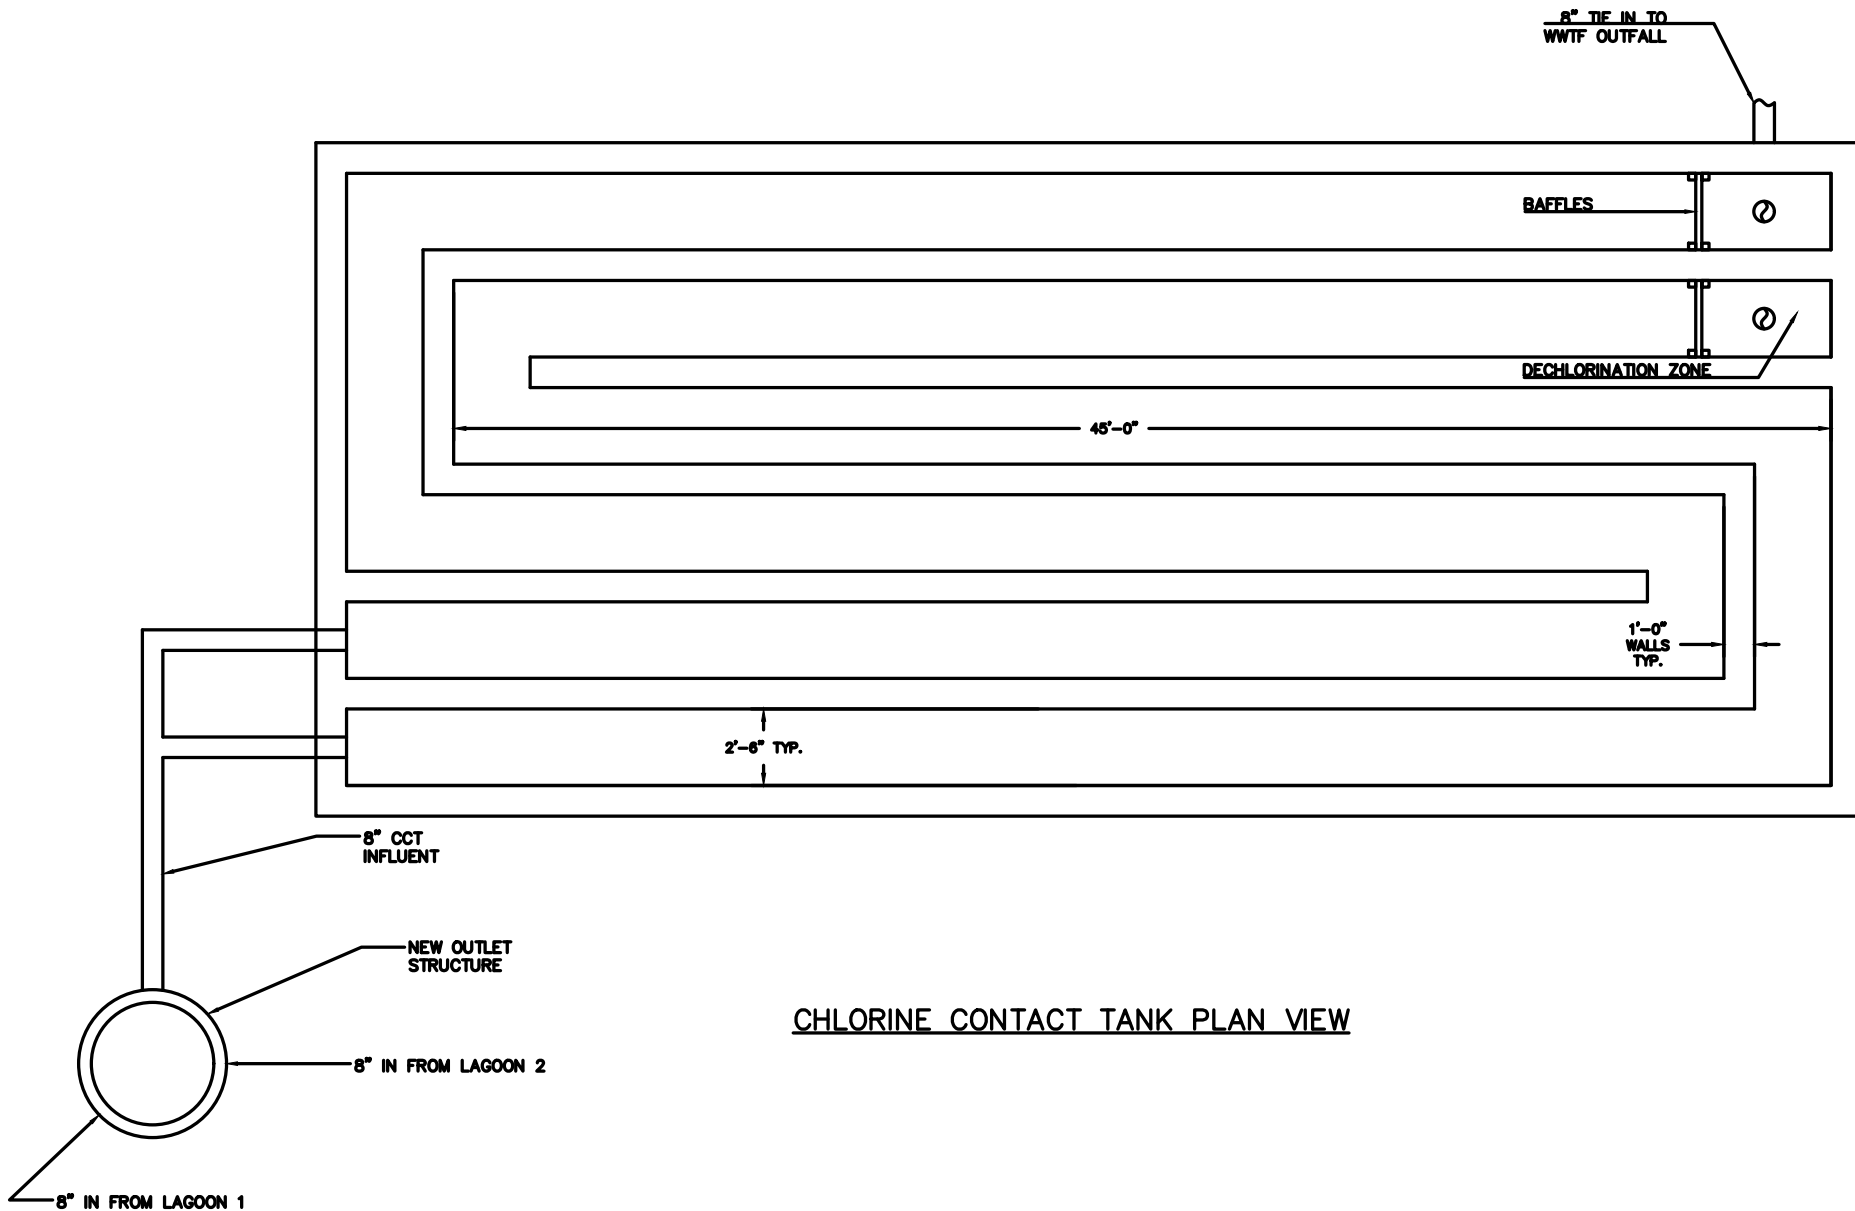 8" TIE IN TO
WWTF OUTFALL
BAFFLES
DECHLORINATION ZONE
45'-0"
1'-0"
WALLS
TYP.
2'-6" TYP.
8" CCT
INFLUENT
NEW OUTLET
STRUCTURE
CHLORINE CONTACT TANK PLAN VIEW
8" IN FROM LAGOON 2
8" IN FROM LAGOON 1